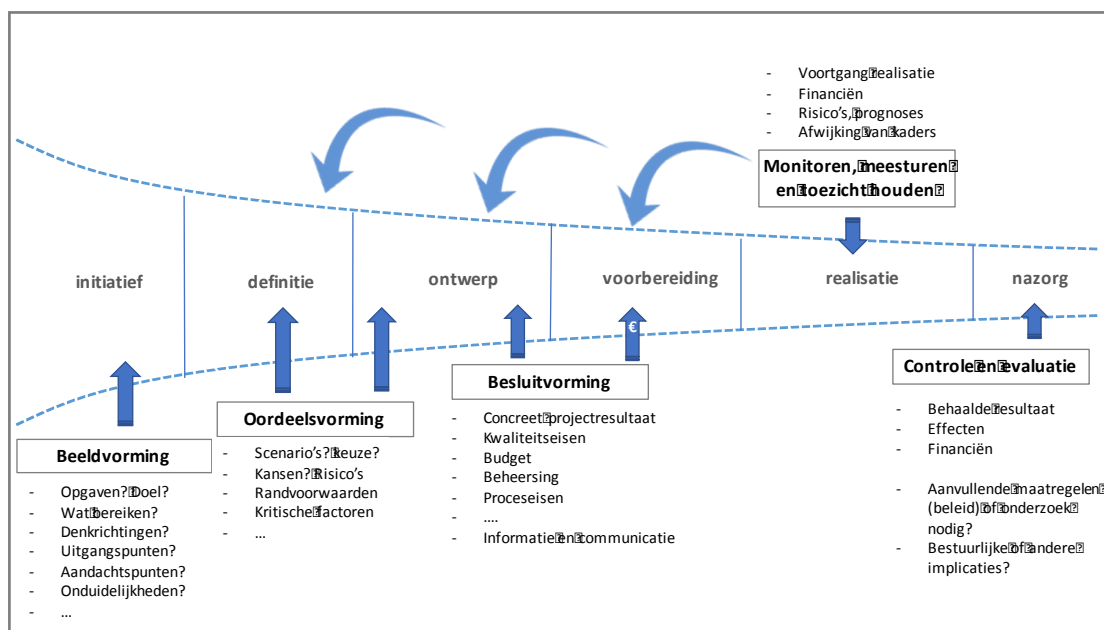 - Voortgang realisatie
- Financiën
- Risico's, prognoses
- Afwijking van kaders
Monitoren, meesturen
en toezicht houden
initiatief
definitie
ontwerp
voorbereiding
realisatie
nazorg
€
Beeldvorming
- Opgaven? Doel?
- Wat bereiken?
- Denkrichtingen?
- Uitgangspunten?
- Aandachtspunten?
- Onduidelijkheden?
- ...
Oordeelsvorming
- Scenario's? keuze?
- Kansen? Risico's
- Randvoorwaarden
- Kritische factoren
- ...
Besluitvorming
- Concreet projectresultaat
- Kwaliteitseisen
- Budget
- Beheersing
- Proceseisen
- ....
- Informatie en communicatie
Controle en evaluatie
- Behaalde resultaat
- Effecten
- Financiën
- Aanvullende maatregelen
(beleid) of onderzoek
nodig?
- Bestuurlijke of andere
implicaties?